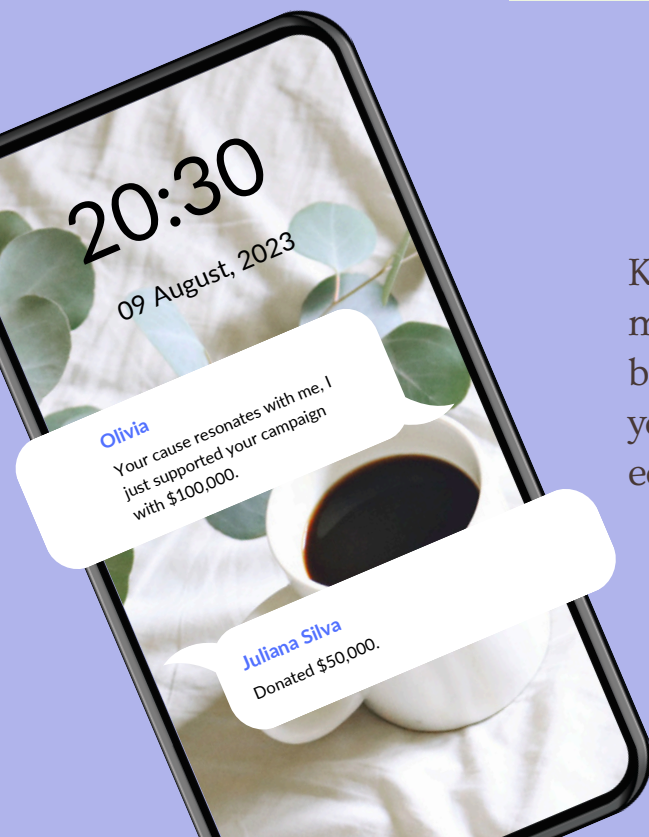 20:30
09 August, 2023
Olivia
Your cause resonates with me, I
just supported your campaign
with $100,000.
Juliana Silva
Donated $50,000.
K
m
b